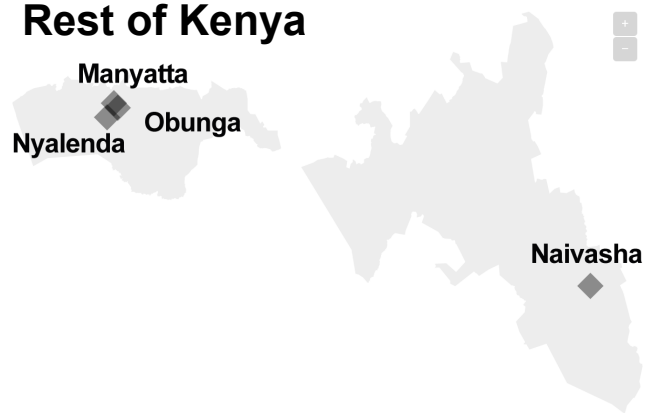 Rest of Kenya
+
−
Manyatta
Obunga
Nyalenda
Naivasha